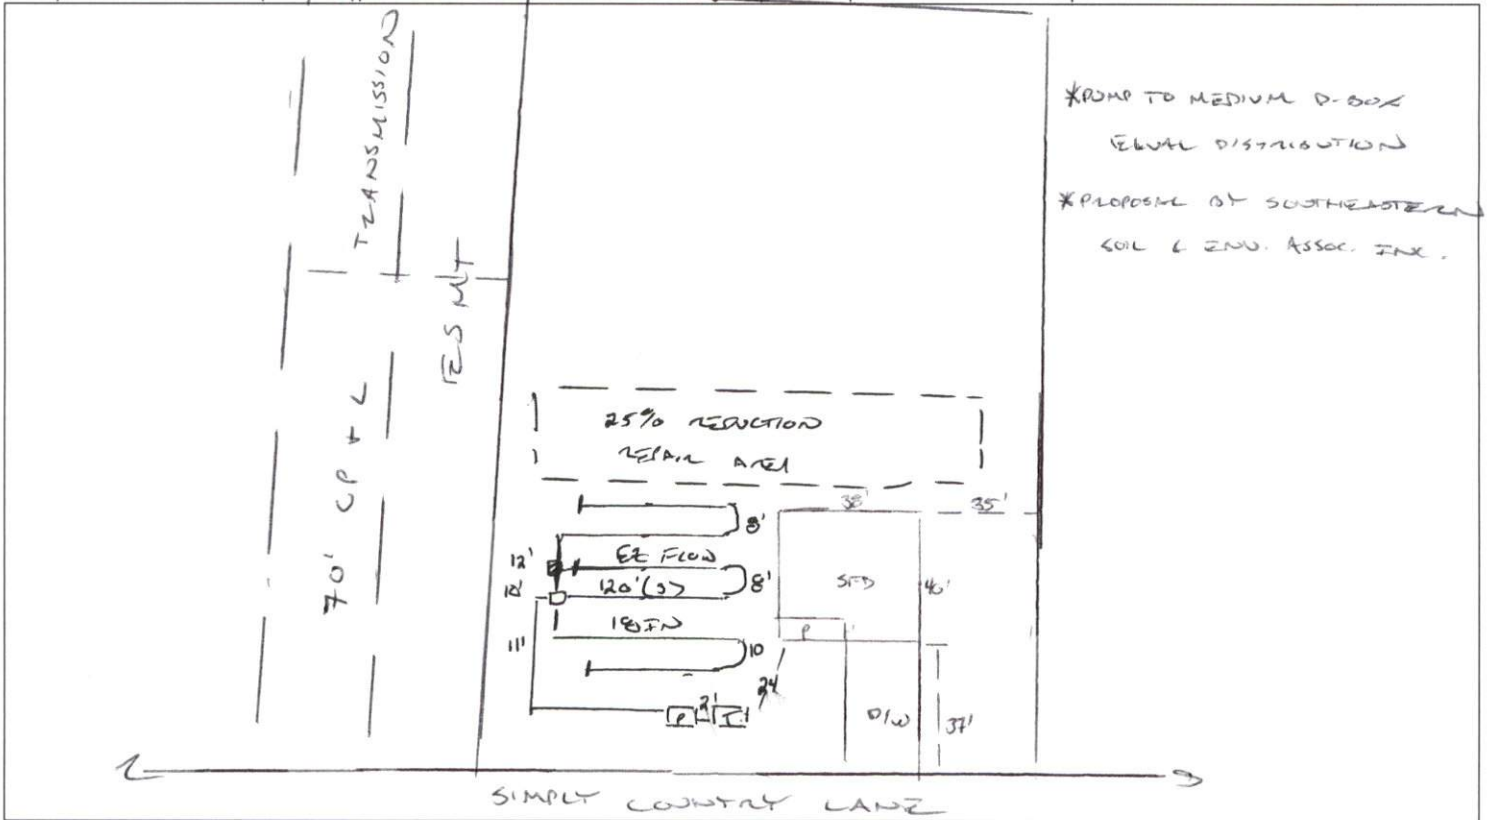 TRANSMISSION
70' CP & L
ESMT
*PUMP TO MEDIUM D-BOX
EQUAL DISTRIBUTION
*PROPOSAL BY SOUTHEASTERN
SOIL & ENV. ASSOC. INC.
25% REDUCTION
REPAIR AREA
38'
35'
8'
12'
EZ FLOW
8'
SFD
120'(3)
18IN
P
11'
10
24
P
2'
T
D/W
37'
SIMPLY COUNTRY LANE